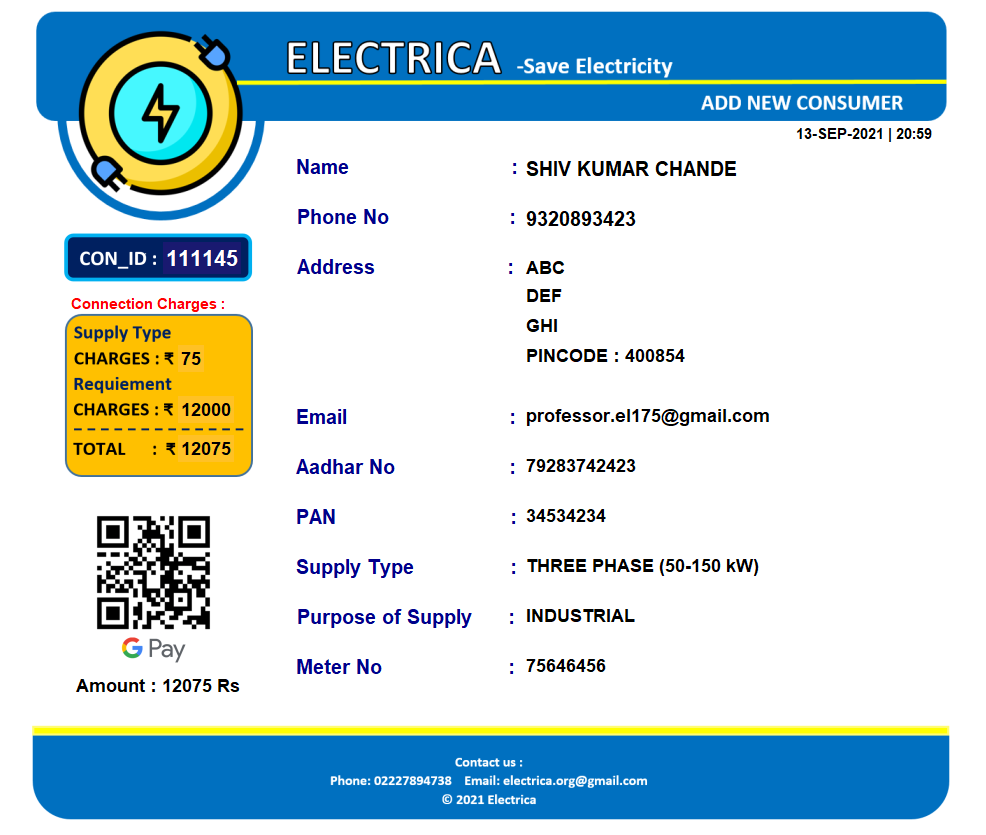 ELECTRICA -Save Electricity
ADD NEW CONSUMER
13-SEP-2021 | 20:59
CON_ID : 111145
Connection Charges :
Supply Type
CHARGES : ₹ 75
Requiement
CHARGES : ₹ 12000
TOTAL : ₹ 12075
G Pay
Amount : 12075 Rs
Name : SHIV KUMAR CHANDE
Phone No : 9320893423
Address : ABC
DEF
GHI
PINCODE : 400854
Email : professor.el175@gmail.com
Aadhar No : 79283742423
PAN : 34534234
Supply Type : THREE PHASE (50-150 kW)
Purpose of Supply : INDUSTRIAL
Meter No : 75646456
Contact us :
Phone: 02227894738 Email: electrica.org@gmail.com
© 2021 Electrica